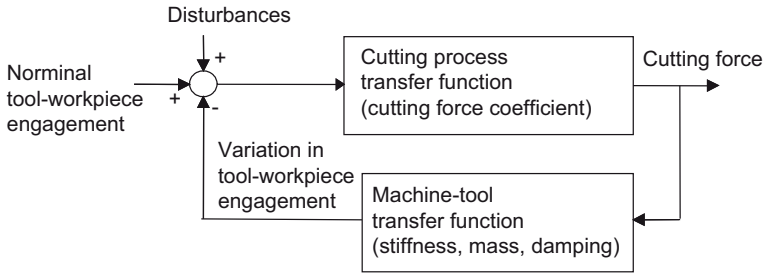 Disturbances
+
Norminal
tool-workpiece
engagement
+
-
Cutting process
transfer function
(cutting force coefficient)
Cutting force
Variation in
tool-workpiece
engagement
Machine-tool
transfer function
(stiffness, mass, damping)